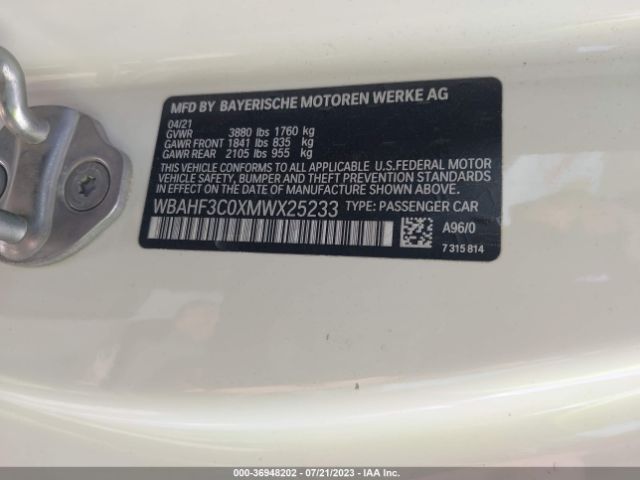 MFD BY BAYERISCHE MOTOREN WERKE AG
04/21
GVWR 3880 lbs 1760 kg
GAWR FRONT 1841 lbs 835 kg
GAWR REAR 2105 lbs 955 kg
THIS VEHICLE CONFORMS TO ALL APPLICABLE U.S.FEDERAL MOTOR
VEHICLE SAFETY, BUMPER AND THEFT PREVENTION STANDARDS
IN EFFECT ON THE DATE OF MANUFACTURE SHOWN ABOVE.
WBAHF3C0XMWX25233 TYPE: PASSENGER CAR
A96/0
7 315 814
000-36948202 - 07/21/2023 - IAA Inc.